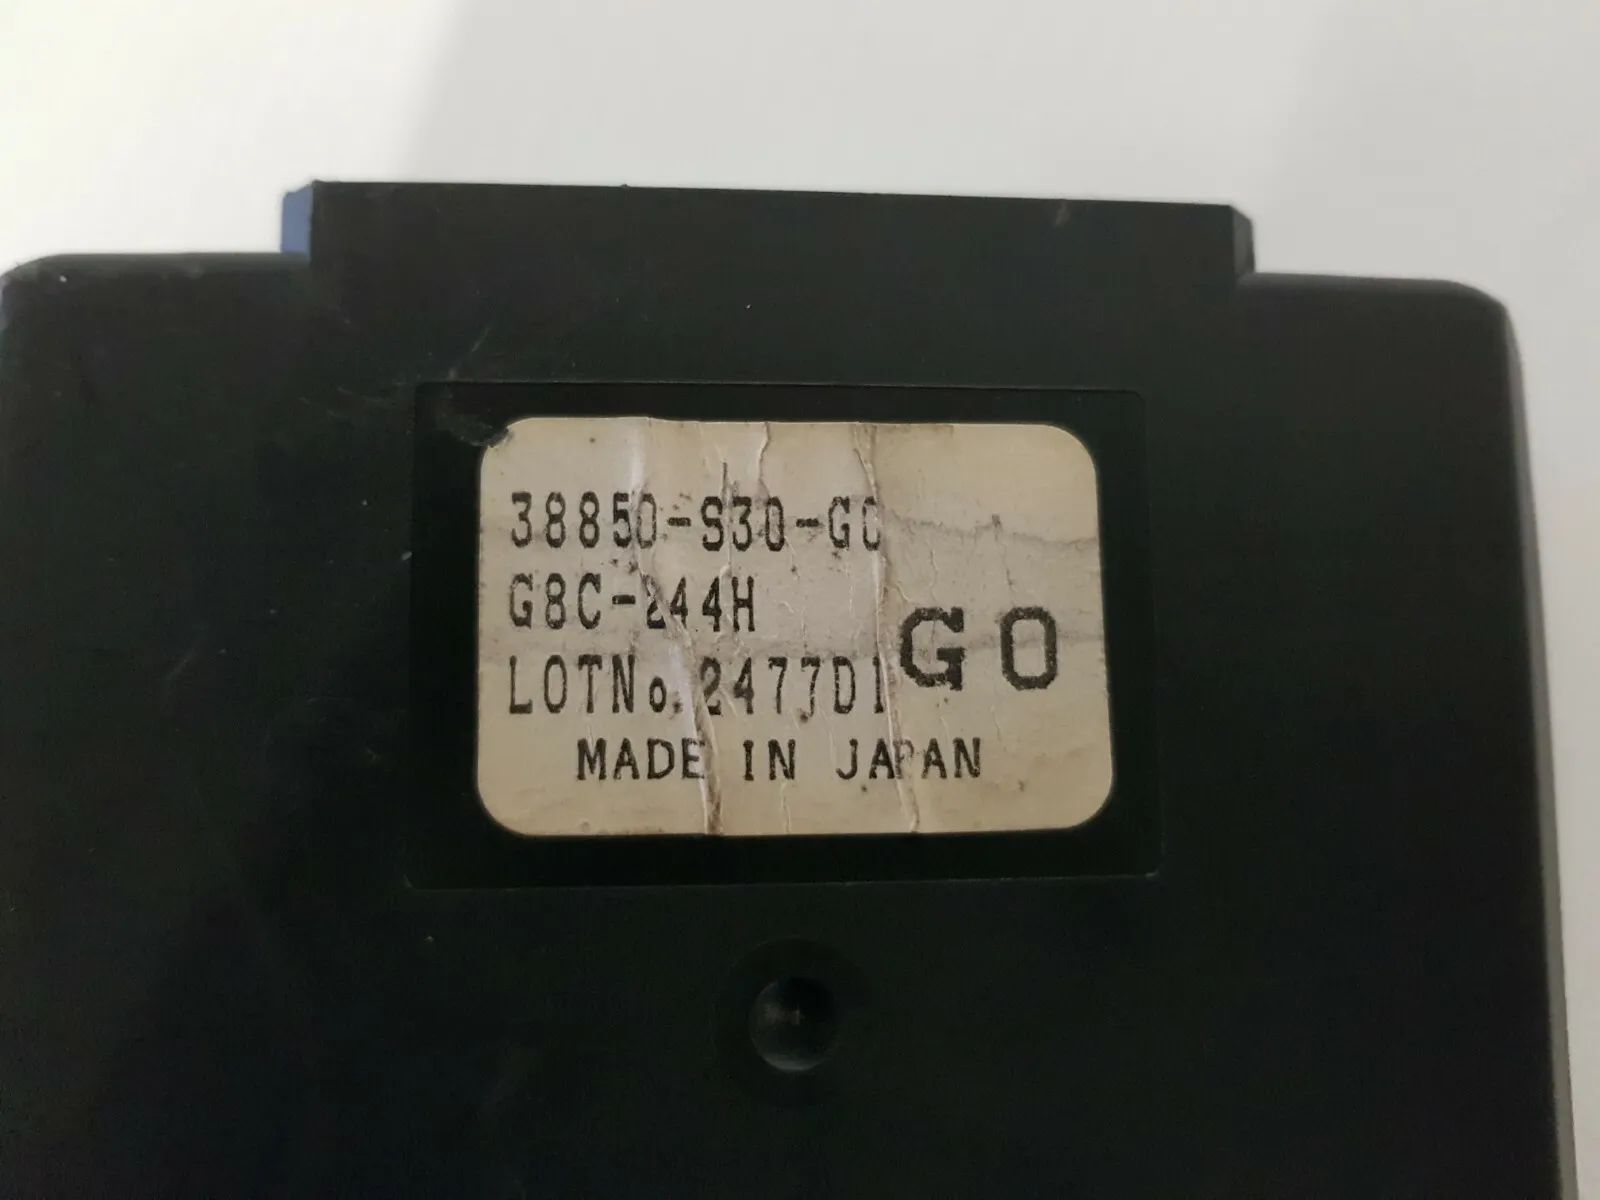 38850-S30-G0
G8C-244H
LOTNo.2477D1
G0
MADE IN JAPAN